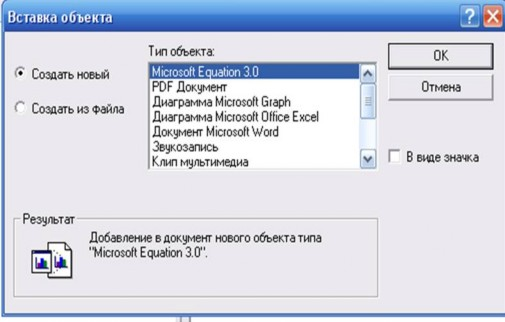 Вставка объекта
Тип объекта:
Создать новый
Создать из файла
Microsoft Equation 3.0
PDF Документ
Диаграмма Microsoft Graph
Диаграмма Microsoft Office Excel
Документ Microsoft Word
Звукозапись
Клип мультимедиа
OK
Отмена
В виде значка
Результат
Добавление в документ нового объекта типа
"Microsoft Equation 3.0".